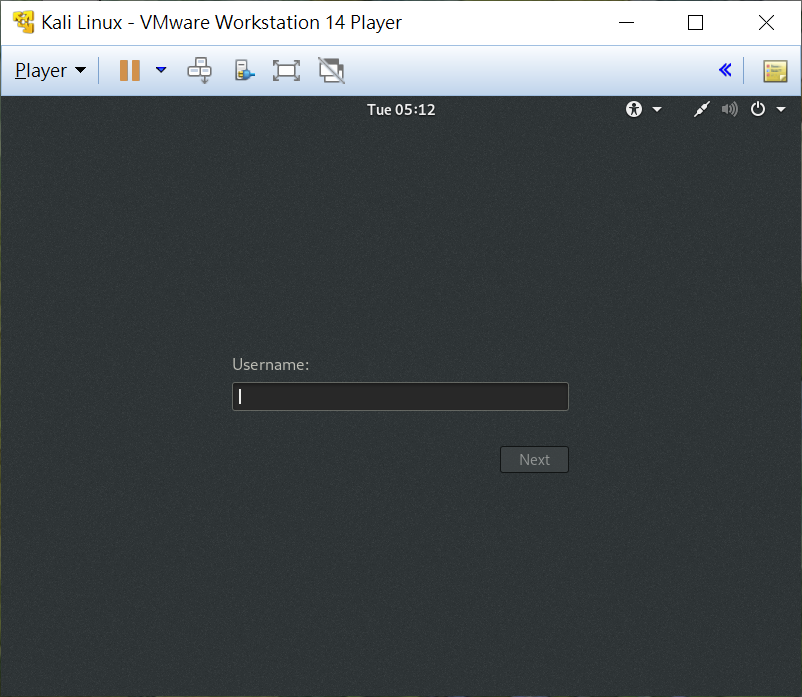 Kali Linux - VMware Workstation 14 Player
Player
Tue 05:12
Username:
Next